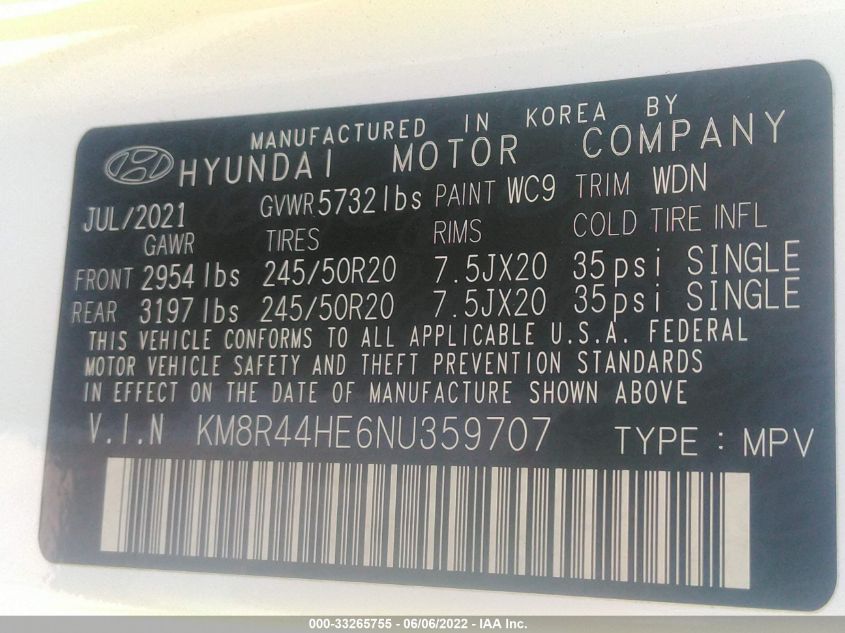 MANUFACTURED IN KOREA BY
HYUNDAI MOTOR COMPANY
JUL/2021 GVWR 5732 lbs PAINT WC9 TRIM WDN
GAWR TIRES RIMS COLD TIRE INFL
FRONT 2954 lbs 245/50R20 7.5JX20 35psi SINGLE
REAR 3197 lbs 245/50R20 7.5JX20 35psi SINGLE
THIS VEHICLE CONFORMS TO ALL APPLICABLE U.S.A. FEDERAL
MOTOR VEHICLE SAFETY AND THEFT PREVENTION STANDARDS
IN EFFECT ON THE DATE OF MANUFACTURE SHOWN ABOVE
V.I.N KM8R44HE6NU359707 TYPE : MPV
000-33265755 - 06/06/2022 - IAA Inc.